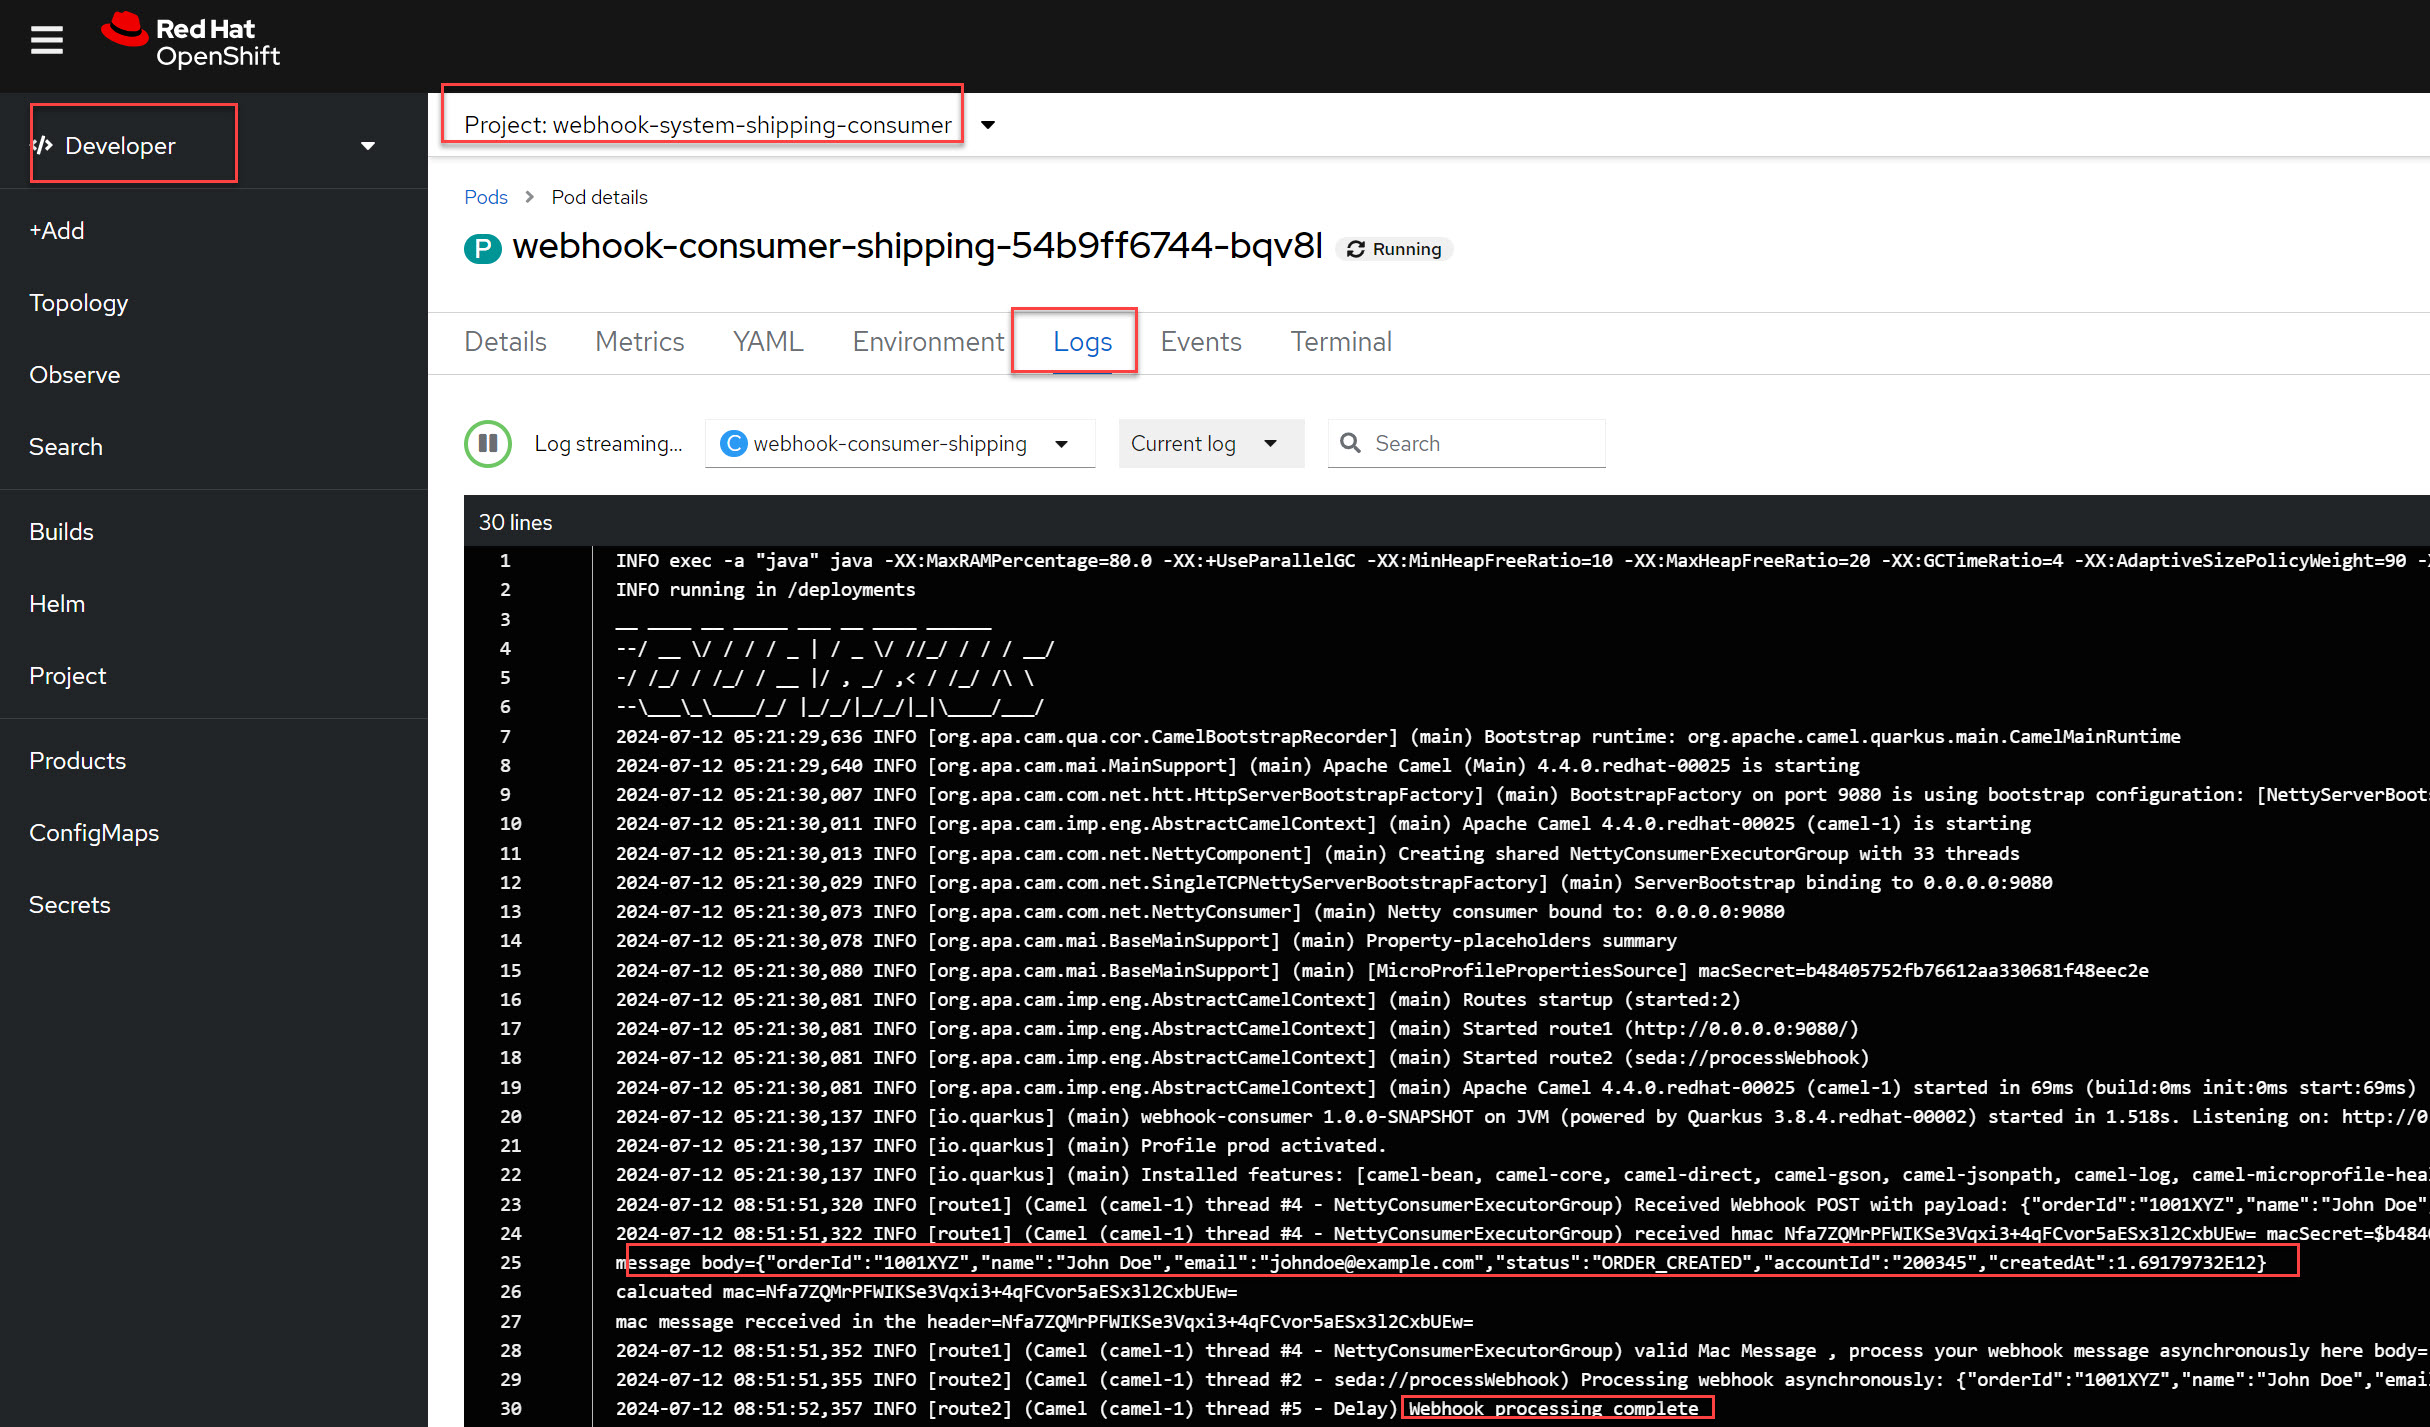 Red Hat
OpenShift
Developer
+Add
Topology
Observe
Search
Builds
Helm
Project
Products
ConfigMaps
Secrets
Project: webhook-system-shipping-consumer
Pods > Pod details
P webhook-consumer-shipping-54b9ff6744-bqv8l Running
Details Metrics YAML Environment Logs Events Terminal
Log streaming... C webhook-consumer-shipping Current log Search
30 lines
1 INFO exec -a "java" java -XX:MaxRAMPercentage=80.0 -XX:+UseParallelGC -XX:MinHeapFreeRatio=10 -XX:MaxHeapFreeRatio=20 -XX:GCTimeRatio=4 -XX:AdaptiveSizePolicyWeight=90 -X
2 INFO running in /deployments
3 __ ____ __ _____ ___ __ ____ ______
4 --/ __ \/ / / / _ | / _ \/ //_/ / / / __/
5 -/ /_/ / /_/ / __ |/ , _/ ,< / /_/ /\ \
6 --\___\_\____/_/ |_/_/|_/_/|_|\____/___/
7 2024-07-12 05:21:29,636 INFO [org.apa.cam.qua.cor.CamelBootstrapRecorder] (main) Bootstrap runtime: org.apache.camel.quarkus.main.CamelMainRuntime
8 2024-07-12 05:21:29,640 INFO [org.apa.cam.mai.MainSupport] (main) Apache Camel (Main) 4.4.0.redhat-00025 is starting
9 2024-07-12 05:21:30,007 INFO [org.apa.cam.com.net.htt.HttpServerBootstrapFactory] (main) BootstrapFactory on port 9080 is using bootstrap configuration: [NettyServerBoots
10 2024-07-12 05:21:30,011 INFO [org.apa.cam.imp.eng.AbstractCamelContext] (main) Apache Camel 4.4.0.redhat-00025 (camel-1) is starting
11 2024-07-12 05:21:30,013 INFO [org.apa.cam.com.net.NettyComponent] (main) Creating shared NettyConsumerExecutorGroup with 33 threads
12 2024-07-12 05:21:30,029 INFO [org.apa.cam.com.net.SingleTCPNettyServerBootstrapFactory] (main) ServerBootstrap binding to 0.0.0.0:9080
13 2024-07-12 05:21:30,073 INFO [org.apa.cam.com.net.NettyConsumer] (main) Netty consumer bound to: 0.0.0.0:9080
14 2024-07-12 05:21:30,078 INFO [org.apa.cam.mai.BaseMainSupport] (main) Property-placeholders summary
15 2024-07-12 05:21:30,080 INFO [org.apa.cam.mai.BaseMainSupport] (main) [MicroProfilePropertiesSource] macSecret=b48405752fb76612aa330681f48eec2e
16 2024-07-12 05:21:30,081 INFO [org.apa.cam.imp.eng.AbstractCamelContext] (main) Routes startup (started:2)
17 2024-07-12 05:21:30,081 INFO [org.apa.cam.imp.eng.AbstractCamelContext] (main) Started route1 (http://0.0.0.0:9080/)
18 2024-07-12 05:21:30,081 INFO [org.apa.cam.imp.eng.AbstractCamelContext] (main) Started route2 (seda://processWebhook)
19 2024-07-12 05:21:30,081 INFO [org.apa.cam.imp.eng.AbstractCamelContext] (main) Apache Camel 4.4.0.redhat-00025 (camel-1) started in 69ms (build:0ms init:0ms start:69ms)
20 2024-07-12 05:21:30,137 INFO [io.quarkus] (main) webhook-consumer 1.0.0-SNAPSHOT on JVM (powered by Quarkus 3.8.4.redhat-00002) started in 1.518s. Listening on: http://0.
21 2024-07-12 05:21:30,137 INFO [io.quarkus] (main) Profile prod activated.
22 2024-07-12 05:21:30,137 INFO [io.quarkus] (main) Installed features: [camel-bean, camel-core, camel-direct, camel-gson, camel-jsonpath, camel-log, camel-microprofile-heal
23 2024-07-12 08:51:51,320 INFO [route1] (Camel (camel-1) thread #4 - NettyConsumerExecutorGroup) Received Webhook POST with payload: {"orderId":"1001XYZ","name":"John Doe",
24 2024-07-12 08:51:51,322 INFO [route1] (Camel (camel-1) thread #4 - NettyConsumerExecutorGroup) received hmac Nfa7ZQMrPFWIKSe3Vqxi3+4qFCvor5aESx3l2CxbUEw= macSecret=$b4840
25 message body={"orderId":"1001XYZ","name":"John Doe","email":"johndoe@example.com","status":"ORDER_CREATED","accountId":"200345","createdAt":1.69179732E12}
26 calcuated mac=Nfa7ZQMrPFWIKSe3Vqxi3+4qFCvor5aESx3l2CxbUEw=
27 mac message recceived in the header=Nfa7ZQMrPFWIKSe3Vqxi3+4qFCvor5aESx3l2CxbUEw=
28 2024-07-12 08:51:51,352 INFO [route1] (Camel (camel-1) thread #4 - NettyConsumerExecutorGroup) valid Mac Message , process your webhook message asynchronously here body=
29 2024-07-12 08:51:51,355 INFO [route2] (Camel (camel-1) thread #2 - seda://processWebhook) Processing webhook asynchronously: {"orderId":"1001XYZ","name":"John Doe","emai
30 2024-07-12 08:51:52,357 INFO [route2] (Camel (camel-1) thread #5 - Delay) Webhook processing complete